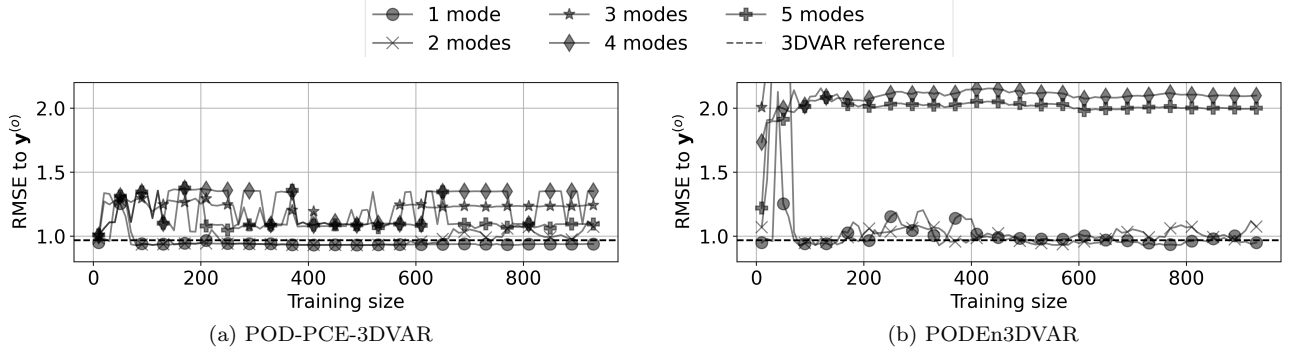 1 mode 3 modes 5 modes
2 modes 4 modes 3DVAR reference
RMSE to y(o)
2.0
1.5
1.0
0 200 400 600 800
Training size
(a) POD-PCE-3DVAR
RMSE to y(o)
2.0
1.5
1.0
0 200 400 600 800
Training size
(b) PODEn3DVAR